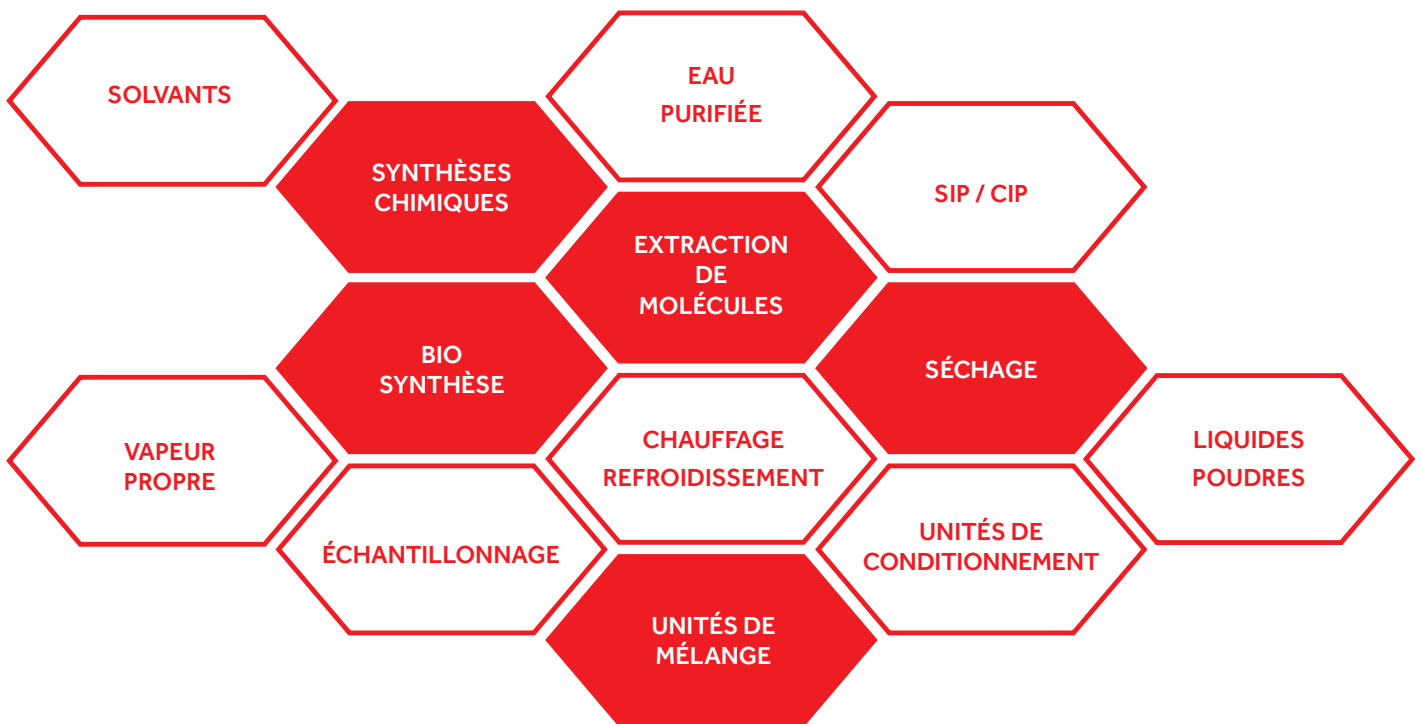 SOLVANTS
EAU
PURIFIÉE
SYNTHÈSES
CHIMIQUES
SIP / CIP
EXTRACTION
DE
MOLÉCULES
BIO
SYNTHÈSE
SÉCHAGE
VAPEUR
PROPRE
CHAUFFAGE
REFROIDISSEMENT
LIQUIDES
POUDRES
ÉCHANTILLONNAGE
UNITÉS DE
CONDITIONNEMENT
UNITÉS DE
MÉLANGE